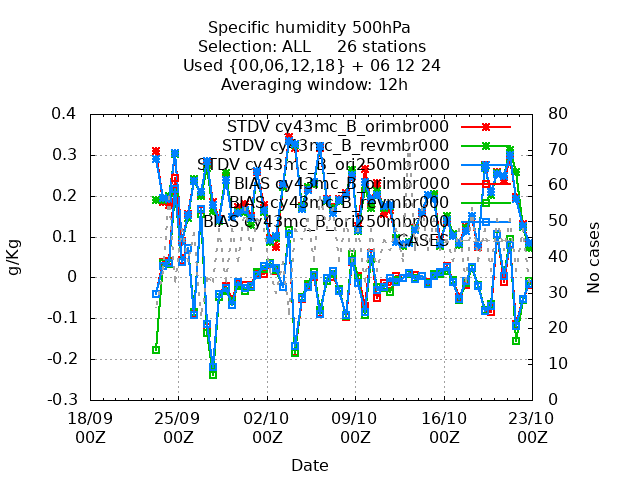 Specific humidity 500hPa
Selection: ALL     26 stations
Used {00,06,12,18} + 06 12 24
Averaging window: 12h
0.4
0.3
0.2
0.1
0
-0.1
-0.2
-0.3
g/Kg
80
70
60
50
40
30
20
10
0
No cases
STDV cy43mc_B_orimbr000
STDV cy43mc_B_revmbr000
STDV cy43mc_B_ori250mbr000
BIAS cy43mc_B_orimbr000
BIAS cy43mc_B_revmbr000
BIAS cy43mc_B_ori250mbr000
CASES
18/09 25/09 02/10 09/10 16/10 23/10
00Z 00Z 00Z 00Z 00Z 00Z
Date